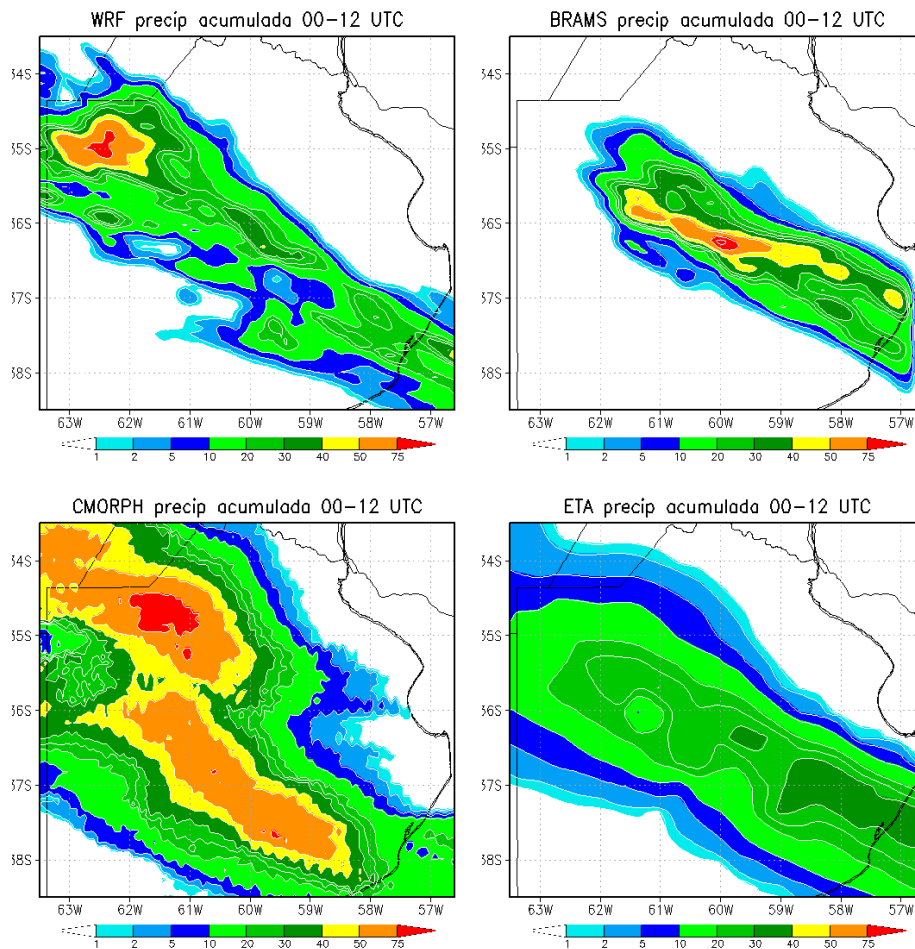 WRF precip acumulada 00-12 UTC
34S
35S
36S
37S
38S
63W 62W 61W 60W 59W 58W 57W
1 2 5 10 20 30 40 50 75
BRAMS precip acumulada 00-12 UTC
34S
35S
36S
37S
38S
63W 62W 61W 60W 59W 58W 57W
1 2 5 10 20 30 40 50 75
CMORPH precip acumulada 00-12 UTC
34S
35S
36S
37S
38S
63W 62W 61W 60W 59W 58W 57W
1 2 5 10 20 30 40 50 75
ETA precip acumulada 00-12 UTC
34S
35S
36S
37S
38S
63W 62W 61W 60W 59W 58W 57W
1 2 5 10 20 30 40 50 75